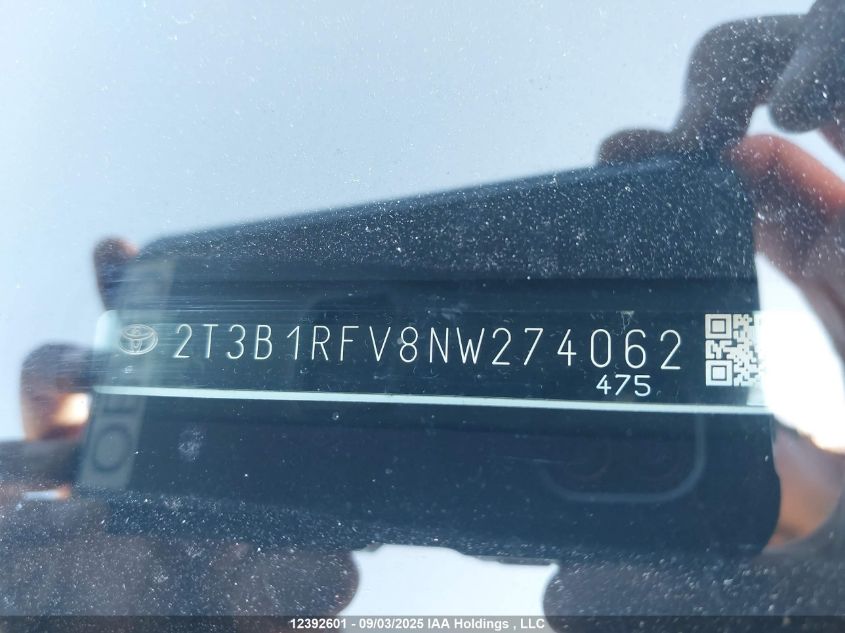 2T3B1RFV8NW274062
475
12392601 - 09/03/2025 IAA Holdings , LLC